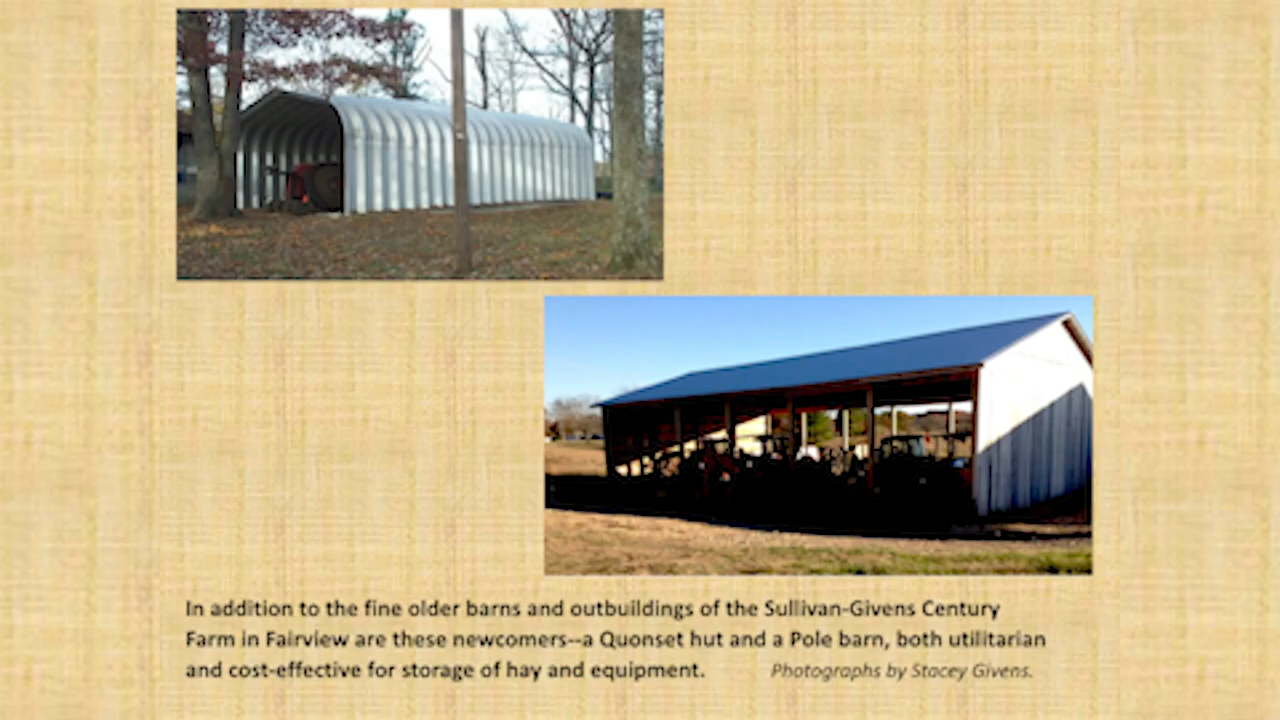 In addition to the fine older barns and outbuildings of the Sullivan-Givens Century
Farm in Fairview are these newcomers--a Quonset hut and a Pole barn, both utilitarian
and cost-effective for storage of hay and equipment. Photographs by Stacey Givens.